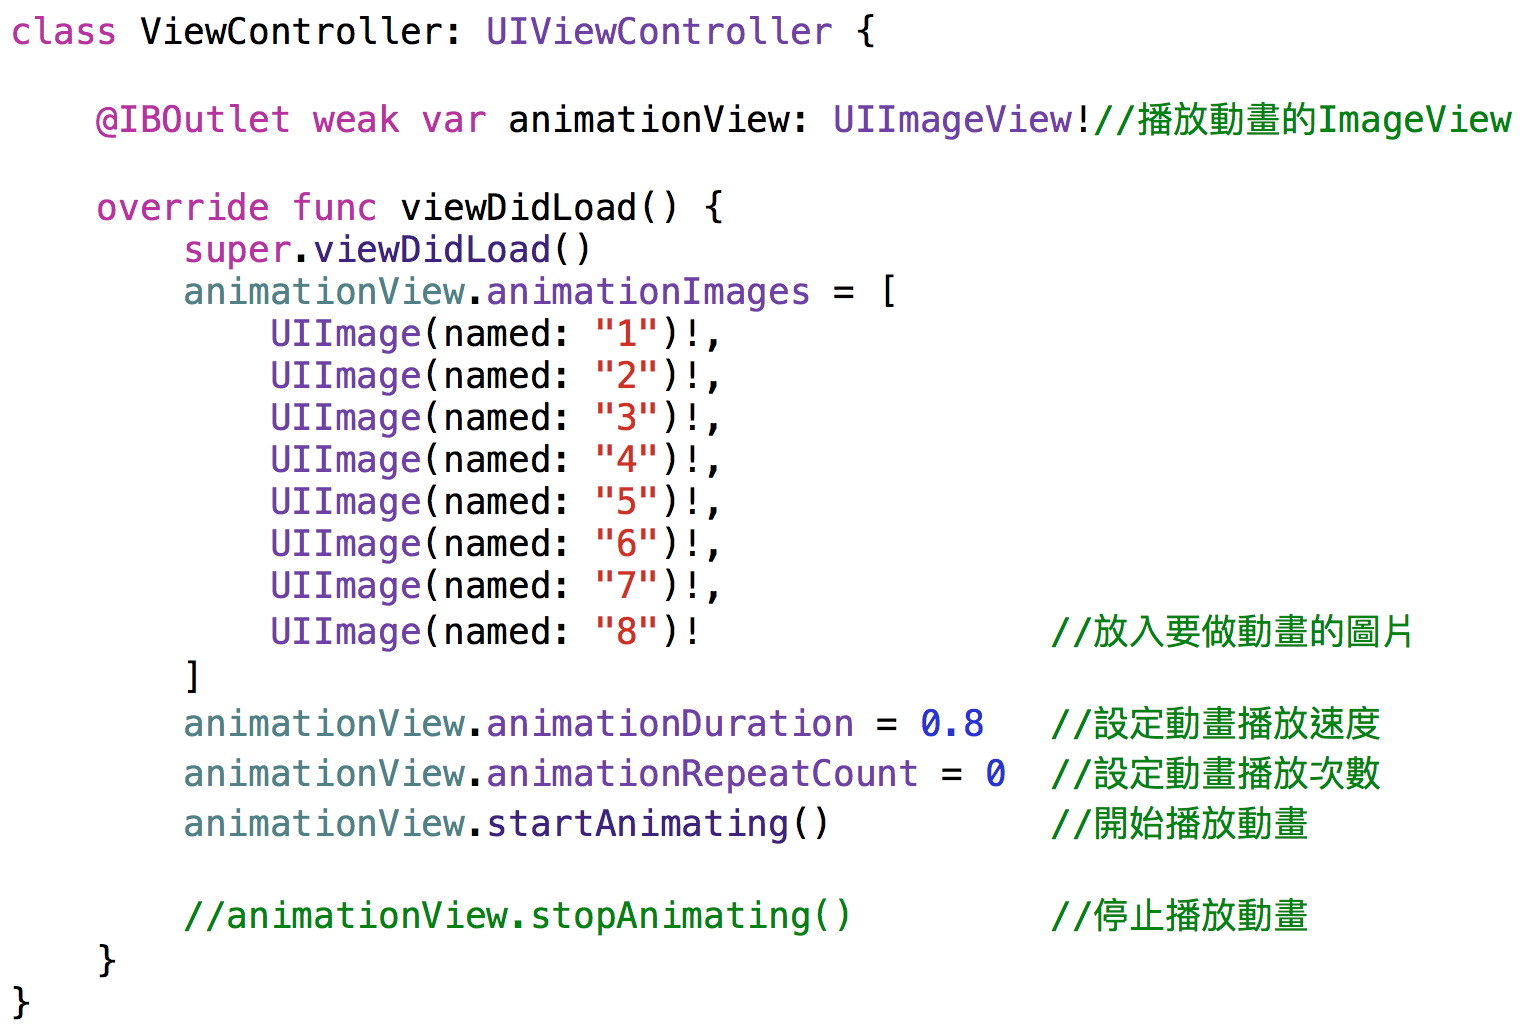 class ViewController: UIViewController {
@IBOutlet weak var animationView: UIImageView!//播放動畫的ImageView
override func viewDidLoad() {
super.viewDidLoad()
animationView.animationImages = [
UIImage(named: "1")!,
UIImage(named: "2")!,
UIImage(named: "3")!,
UIImage(named: "4")!,
UIImage(named: "5")!,
UIImage(named: "6")!,
UIImage(named: "7")!,
UIImage(named: "8")! //放入要做動畫的圖片
]
animationView.animationDuration = 0.8 //設定動畫播放速度
animationView.animationRepeatCount = 0 //設定動畫播放次數
animationView.startAnimating() //開始播放動畫
//animationView.stopAnimating() //停止播放動畫
}
}